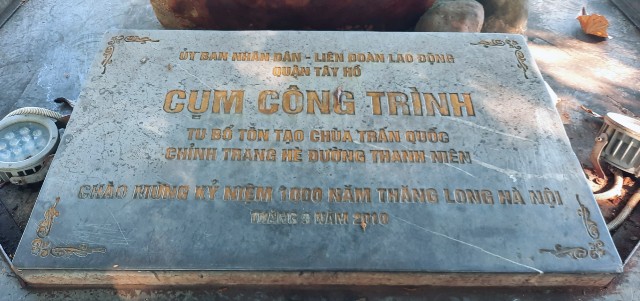 ỦY BAN NHÂN DÂN - LIÊN ĐOÀN LAO ĐỘNG
QUẬN TÂY HỒ
CỤM CÔNG TRÌNH
TU BỔ TÔN TẠO CHÙA TRẤN QUỐC
CHỈNH TRANG HÈ ĐƯỜNG THANH NIÊN
CHÀO MỪNG KỶ NIỆM 1000 NĂM THĂNG LONG HÀ NỘI
THÁNG 9 NĂM 2010